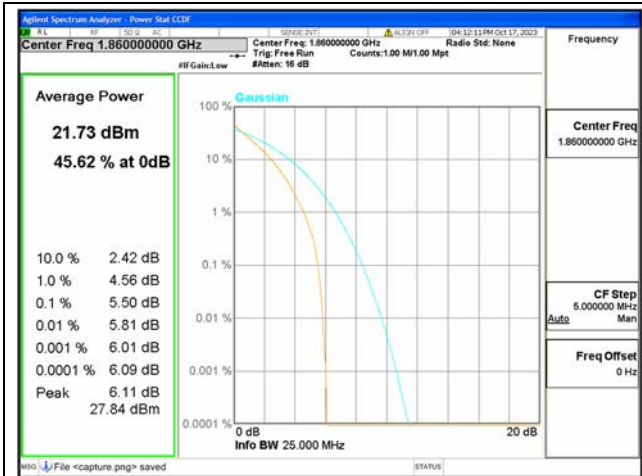 Agilent Spectrum Analyzer - Power Stat CCDF
RL RF 50 Ω AC SENSE:INT ALIGN OFF 04:12:11PM Oct 17, 2023
Center Freq 1.860000000 GHz
Center Freq: 1.860000000 GHz Radio Std: None
Trig: Free Run Counts:1.00 M/1.00 Mpt
#IFGain:Low #Atten: 16 dB
Frequency
Average Power
21.73 dBm
45.62 % at 0dB
10.0 % 2.42 dB
1.0 % 4.56 dB
0.1 % 5.50 dB
0.01 % 5.81 dB
0.001 % 6.01 dB
0.0001 % 6.09 dB
Peak 6.11 dB
27.84 dBm
Gaussian
100 %
10 %
1 %
0.1 %
0.01 %
0.001 %
0.0001 %
0 dB 20 dB
Info BW 25.000 MHz
Center Freq
1.860000000 GHz
CF Step
5.000000 MHz
Auto Man
Freq Offset
0 Hz
MSG File <capture.png> saved STATUS